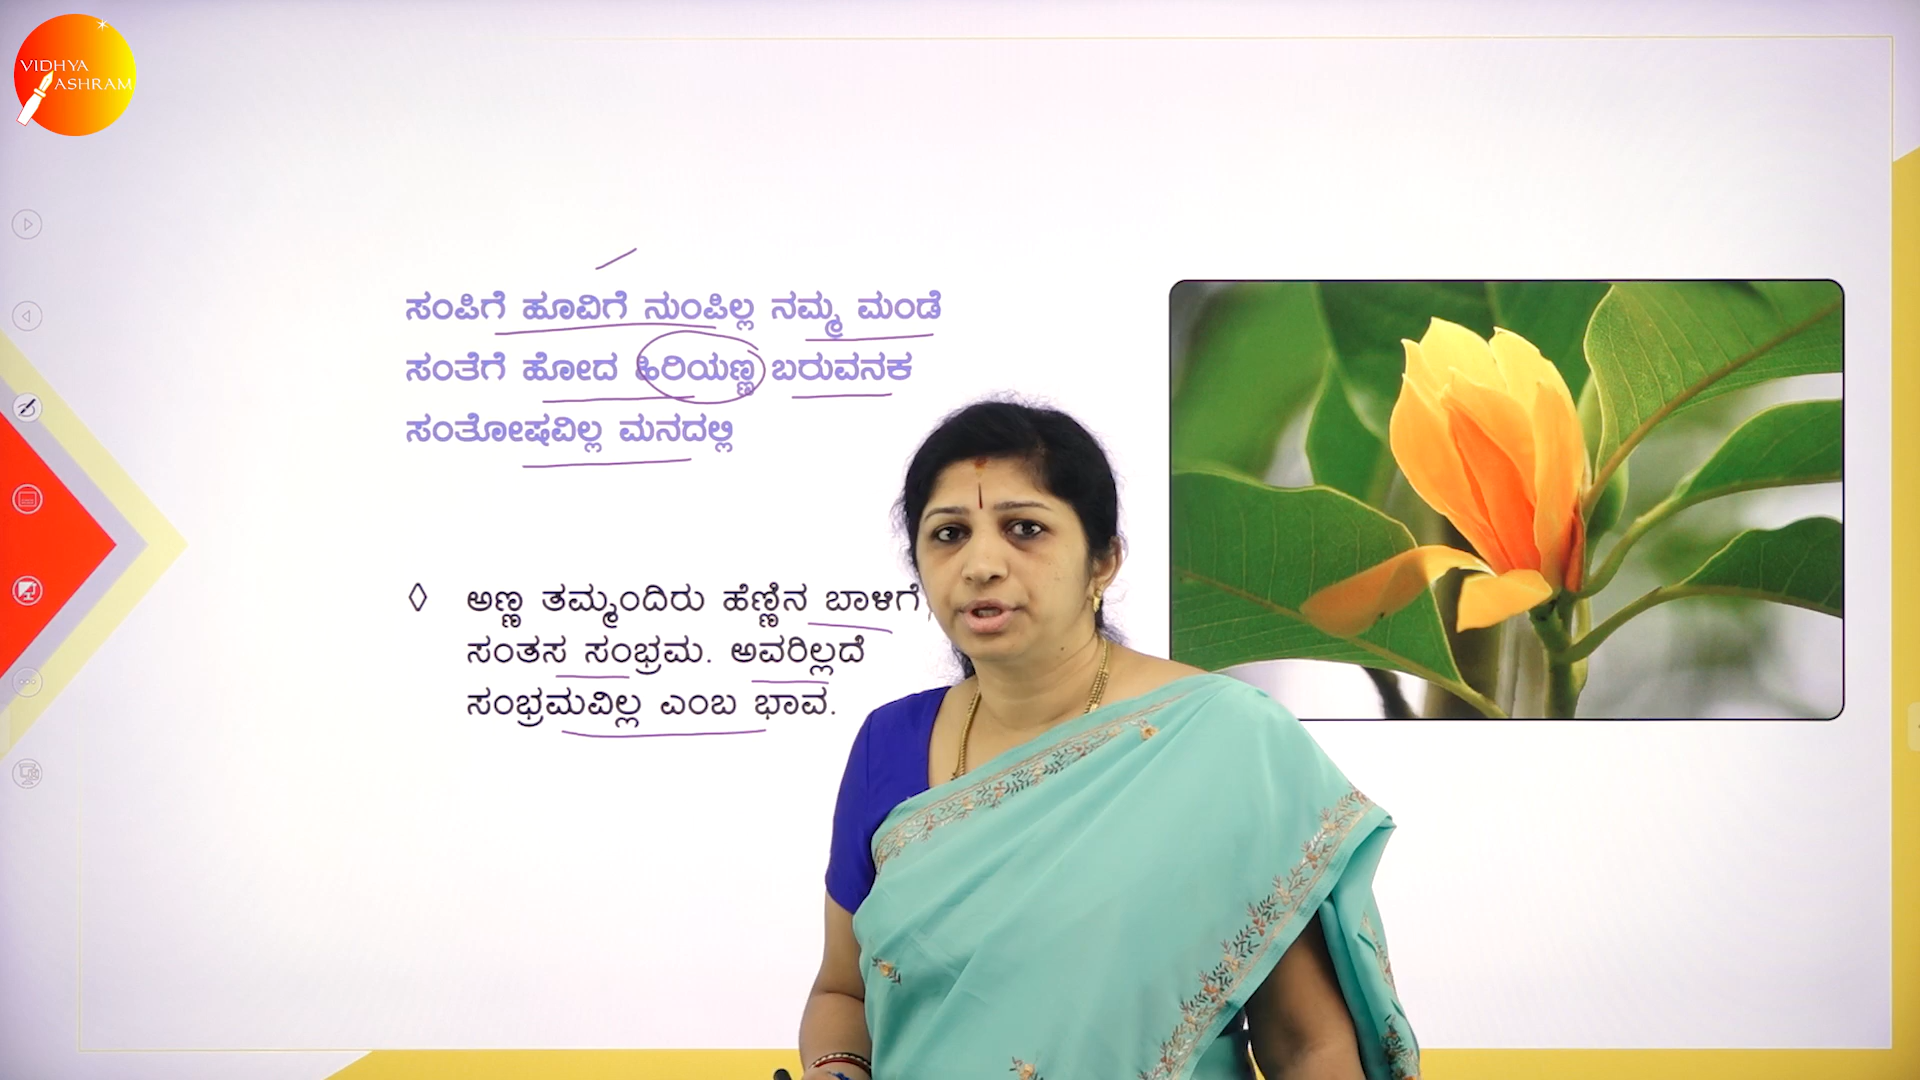 VIDHYA
ASHRAM
ಸಂಪಿಗೆ ಹೂವಿಗೆ ನುಂಪಿಲ್ಲ ನಮ್ಮ ಮಂಡೆ
ಸಂತೆಗೆ ಹೋದ ಹಿರಿಯಣ್ಣ ಬರುವನಕ
ಸಂತೋಷವಿಲ್ಲ ಮನದಲ್ಲಿ
◊ ಅಣ್ಣ ತಮ್ಮಂದಿರು ಹೆಣ್ಣಿನ ಬಾಳಿಗೆ
ಸಂತಸ ಸಂಭ್ರಮ. ಅವರಿಲ್ಲದೆ
ಸಂಭ್ರಮವಿಲ್ಲ ಎಂಬ ಭಾವ.